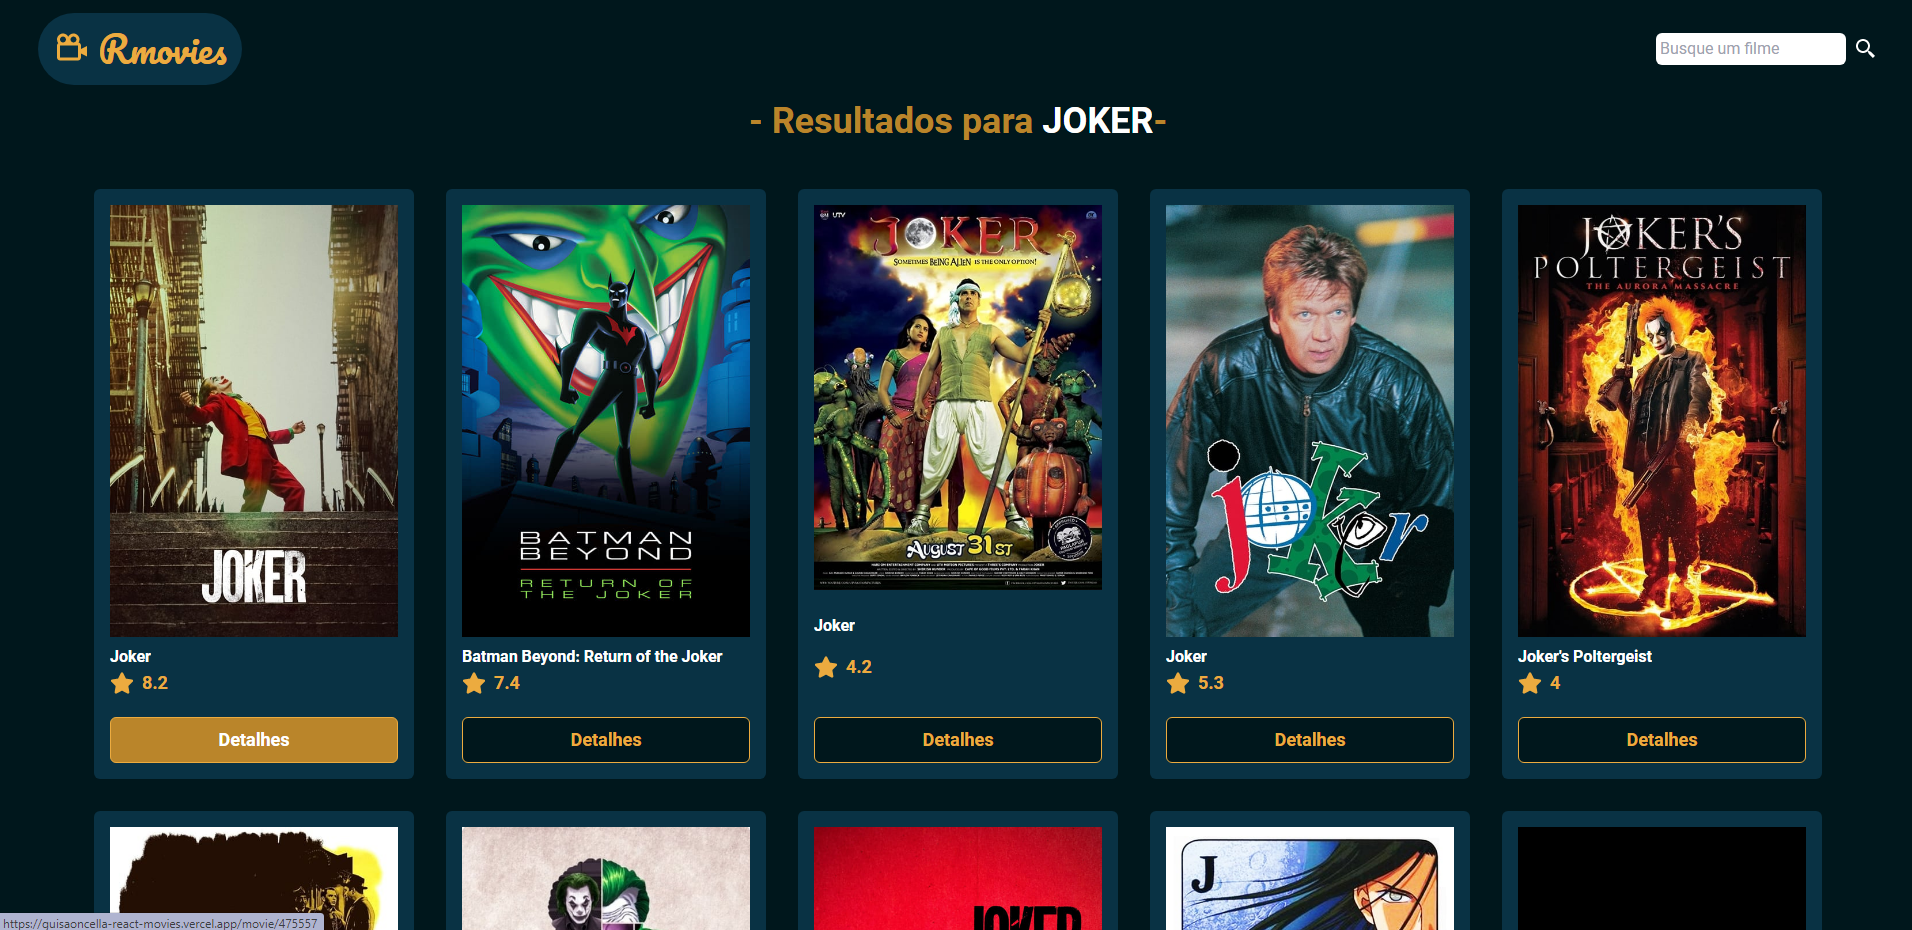 Rmovies
Busque um filme
- Resultados para JOKER-
JOKER
Joker
8.2
Detalhes
BATMAN
BEYOND
RETURN OF
THE JOKER
Batman Beyond: Return of the Joker
7.4
Detalhes
UTV
JOKER
SOMETIMES BEING ALIEN IS THE ONLY OPTION!
AUGUST 31ST
Joker
4.2
Detalhes
joker
Joker
5.3
Detalhes
JOKER'S
POLTERGEIST
THE AURORA MASSACRE
Joker's Poltergeist
4
Detalhes
JOKER
J
https://guisaoncella-react-movies.vercel.app/movie/475557